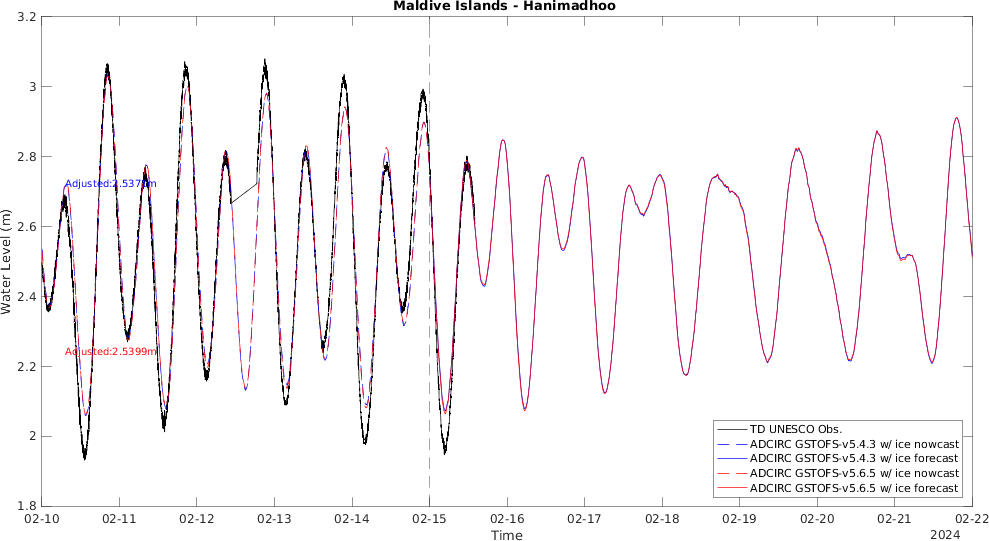 Maldive Islands - Hanimadhoo
3.2
3
2.8
2.6
2.4
2.2
2
1.8
Water Level (m)
Adjusted:2.5379m
Adjusted:2.5399m
TD UNESCO Obs.
ADCIRC GSTOFS-v5.4.3 w/ ice nowcast
ADCIRC GSTOFS-v5.4.3 w/ ice forecast
ADCIRC GSTOFS-v5.6.5 w/ ice nowcast
ADCIRC GSTOFS-v5.6.5 w/ ice forecast
02-10 02-11 02-12 02-13 02-14 02-15 02-16 02-17 02-18 02-19 02-20 02-21 02-22
Time
2024